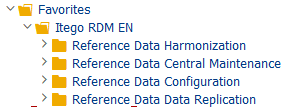 Favorites
Itego RDM EN
Reference Data Harmonization
Reference Data Central Maintenance
Reference Data Configuration
Reference Data Data Replication